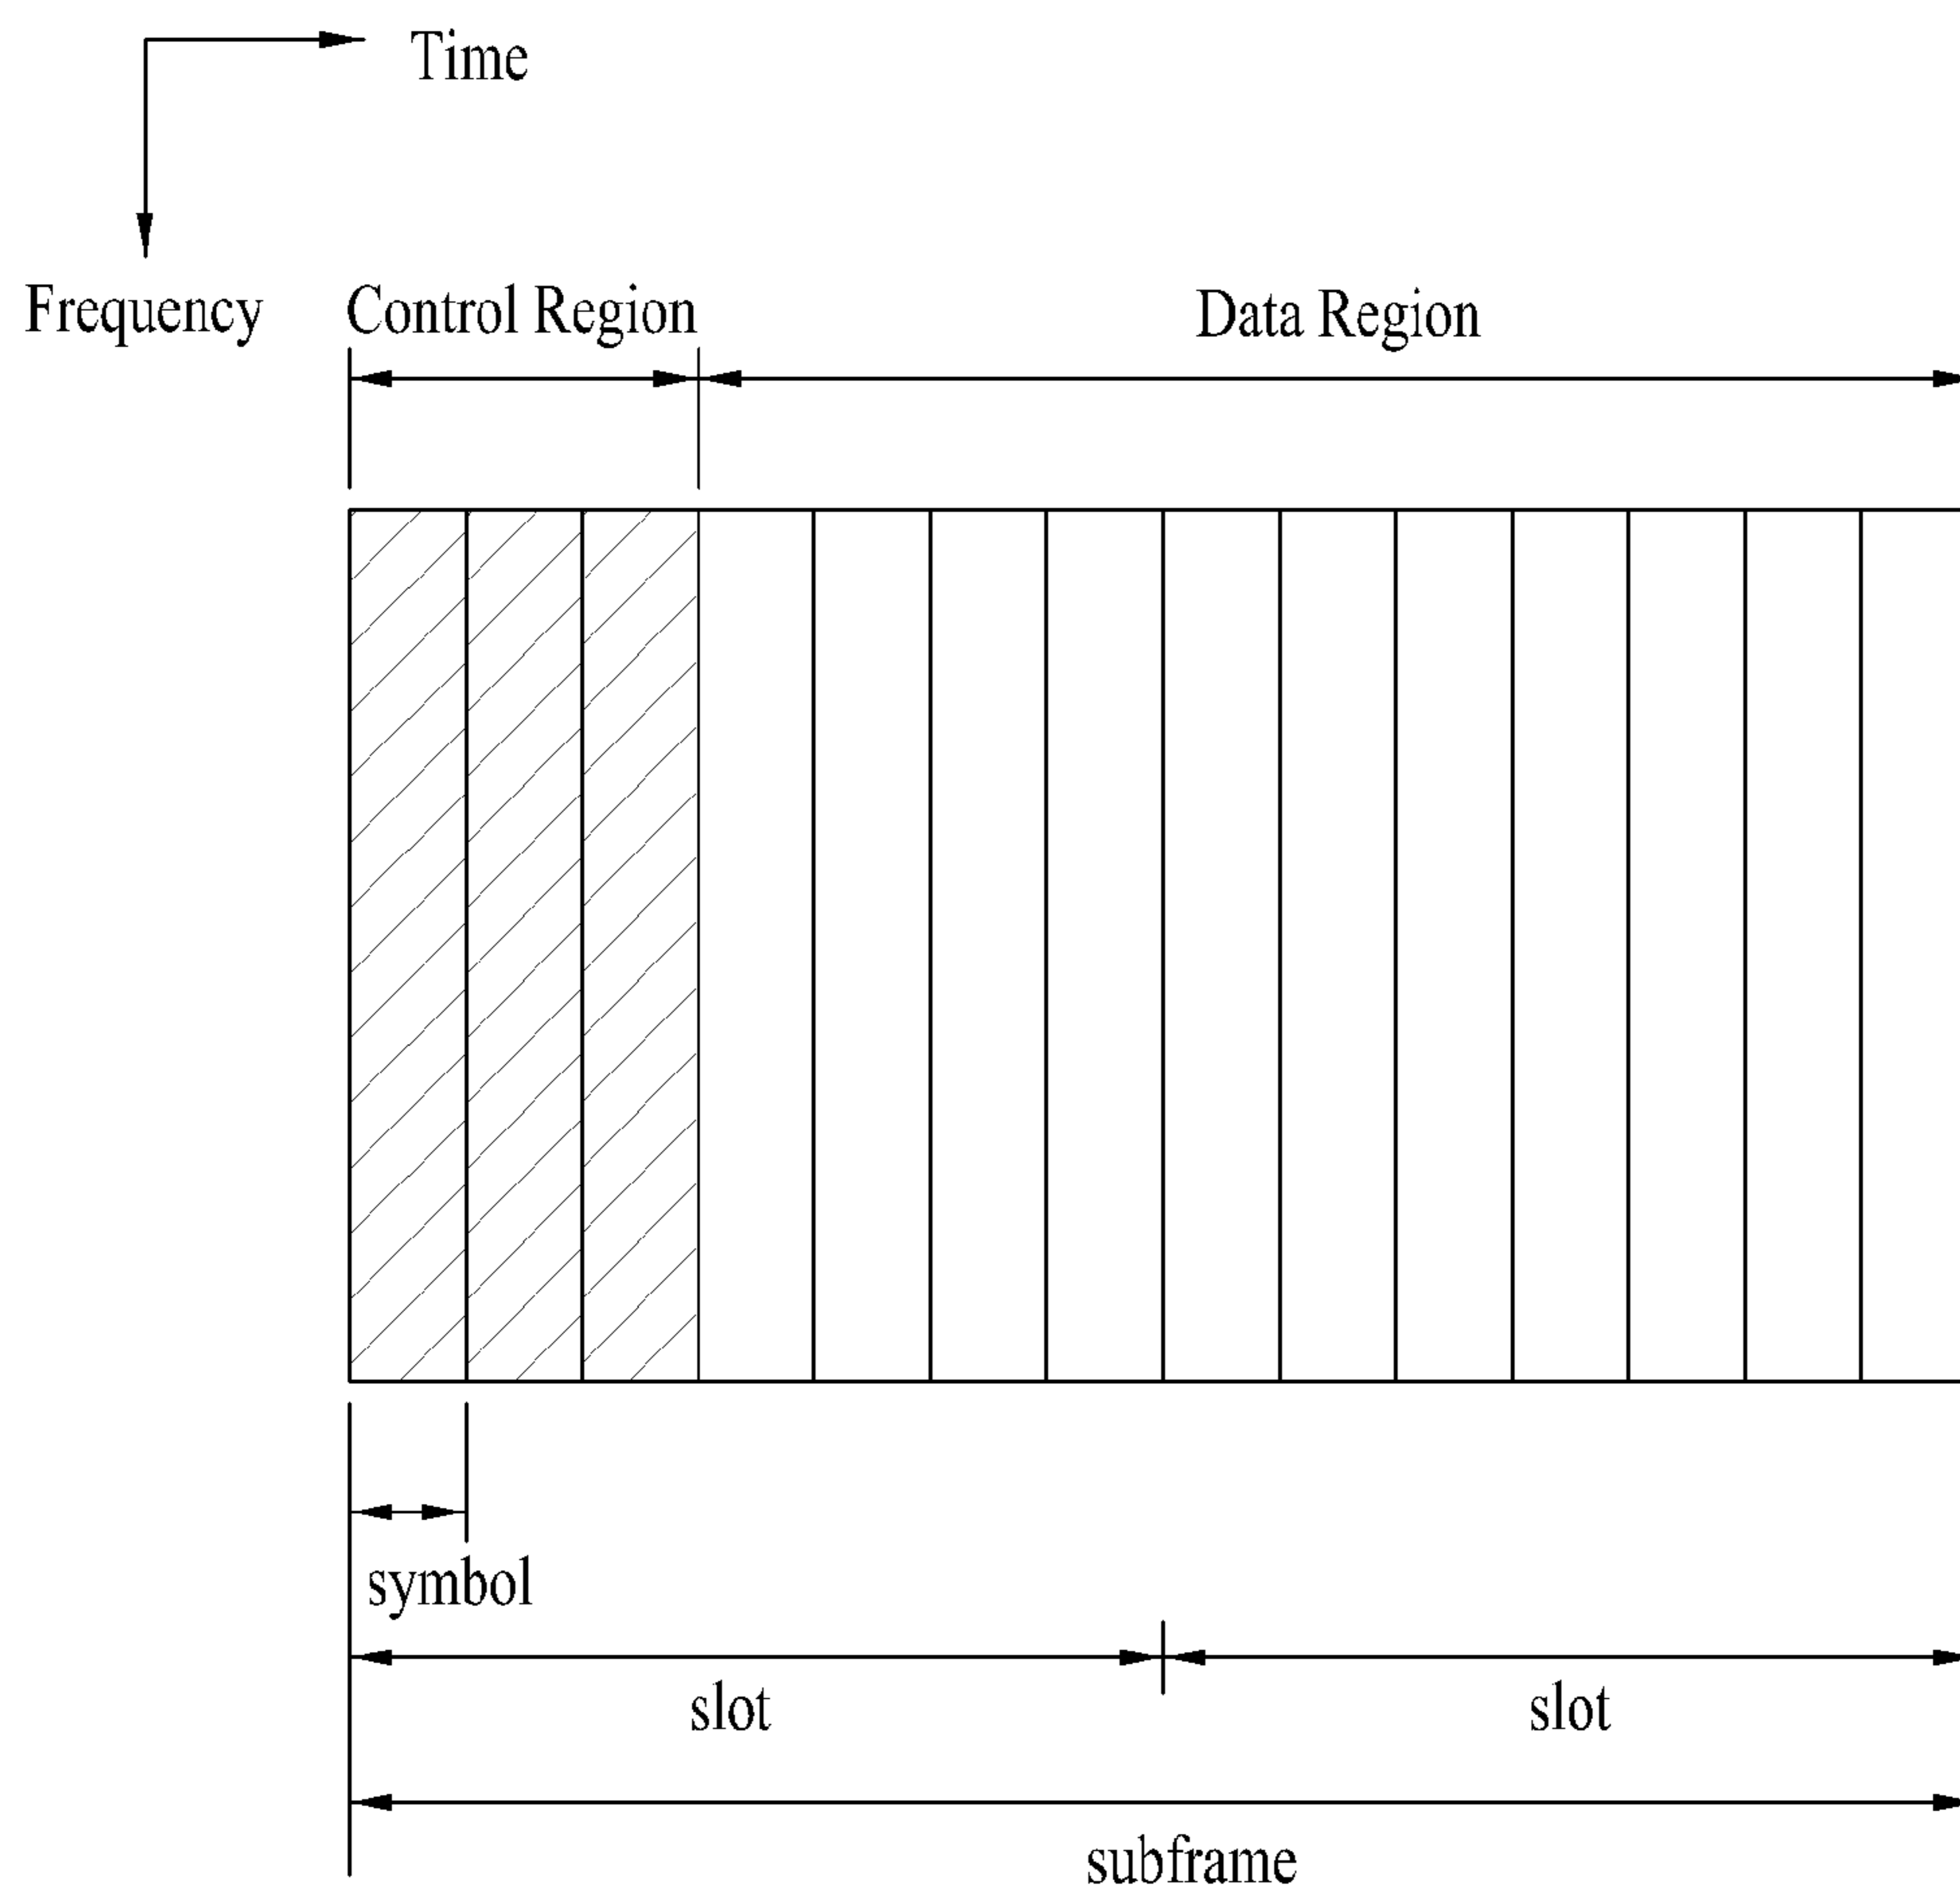 Time
Frequency
Control Region
Data Region
symbol
slot
slot
subframe